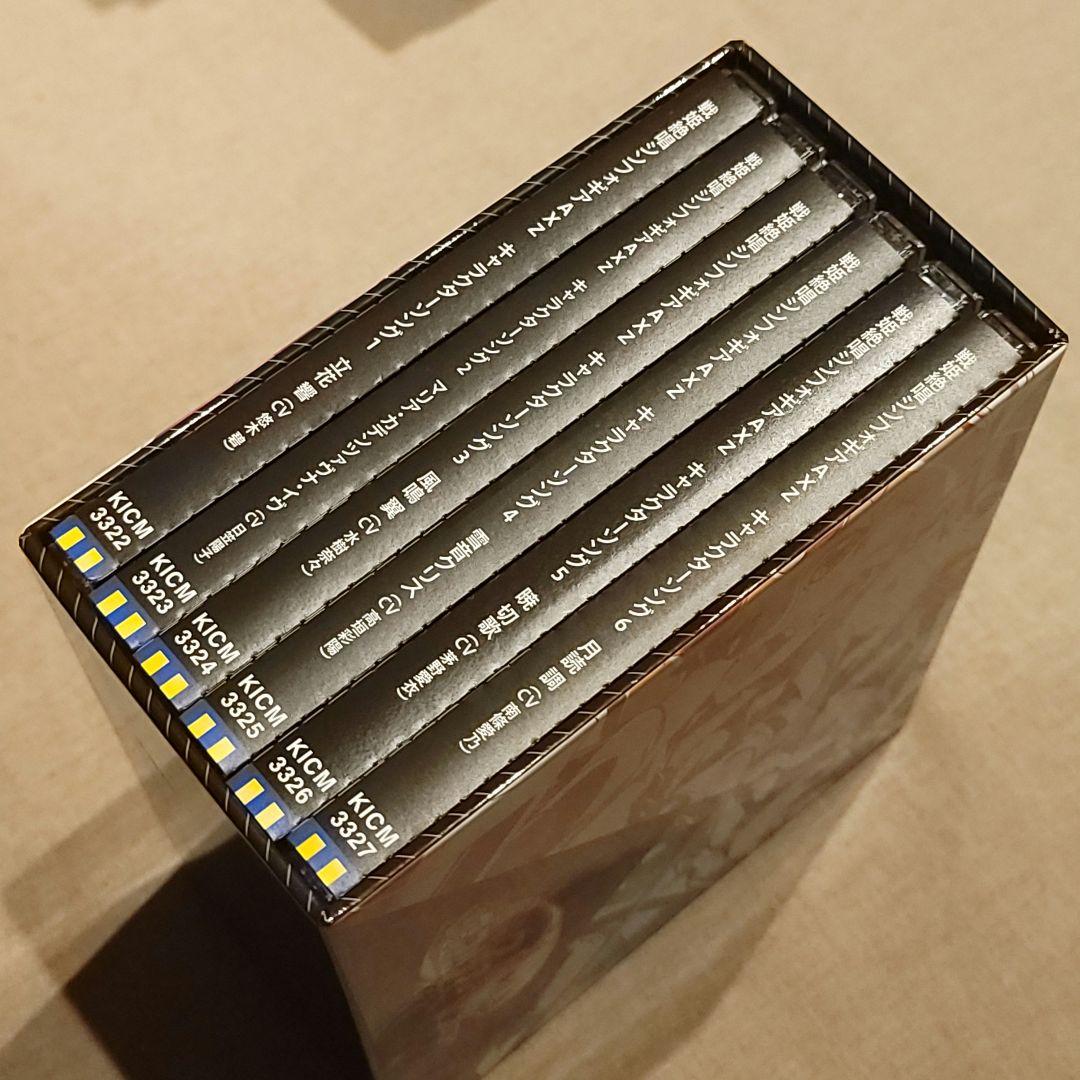 戦姫絶唱シンフォギアAXZ キャラクターソング1 立花 響(CV 悠木碧)
KICM
3322
戦姫絶唱シンフォギアAXZ キャラクターソング2 マリア・カデンツァヴナ・イヴ(CV 日笠陽子)
KICM
3323
戦姫絶唱シンフォギアAXZ キャラクターソング3 風鳴 翼(CV 水樹奈々)
KICM
3324
戦姫絶唱シンフォギアAXZ キャラクターソング4 雪音クリス(CV 高垣彩陽)
KICM
3325
戦姫絶唱シンフォギアAXZ キャラクターソング5 暁 切歌(CV 茅野愛衣)
KICM
3326
戦姫絶唱シンフォギアAXZ キャラクターソング6 月読 調(CV 南條愛乃)
KICM
3327